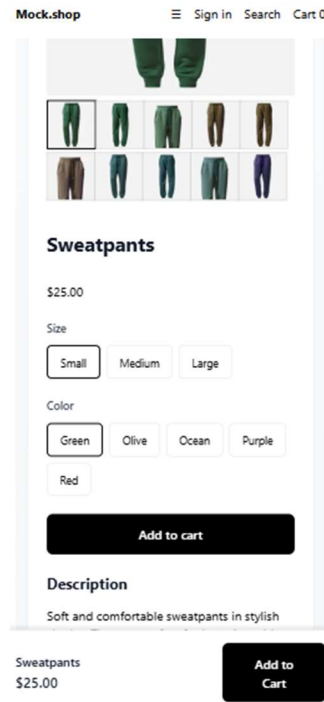 Mock.shop ☰ Sign in Search Cart 0
Sweatpants
$25.00
Size
Small Medium Large
Color
Green Olive Ocean Purple
Red
Add to cart
Description
Soft and comfortable sweatpants in stylish
Sweatpants
$25.00
Add to
Cart